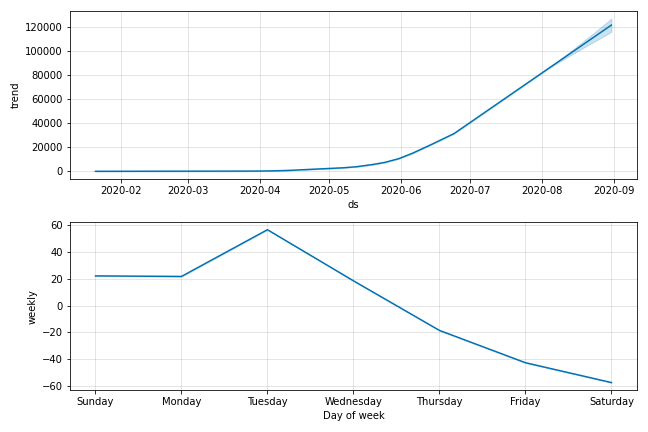 trend
120000
100000
80000
60000
40000
20000
0
2020-02 2020-03 2020-04 2020-05 2020-06 2020-07 2020-08 2020-09
ds
weekly
60
40
20
0
−20
−40
−60
Sunday Monday Tuesday Wednesday Thursday Friday Saturday
Day of week